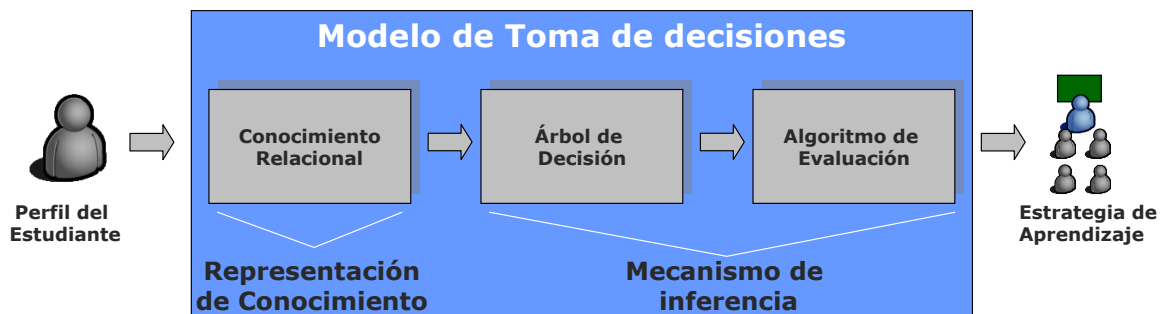 Modelo de Toma de decisiones
Conocimiento
Relacional
Árbol de
Decisión
Algoritmo de
Evaluación
Perfil del
Estudiante
Estrategia de
Aprendizaje
Representación
de Conocimiento
Mecanismo de
inferencia